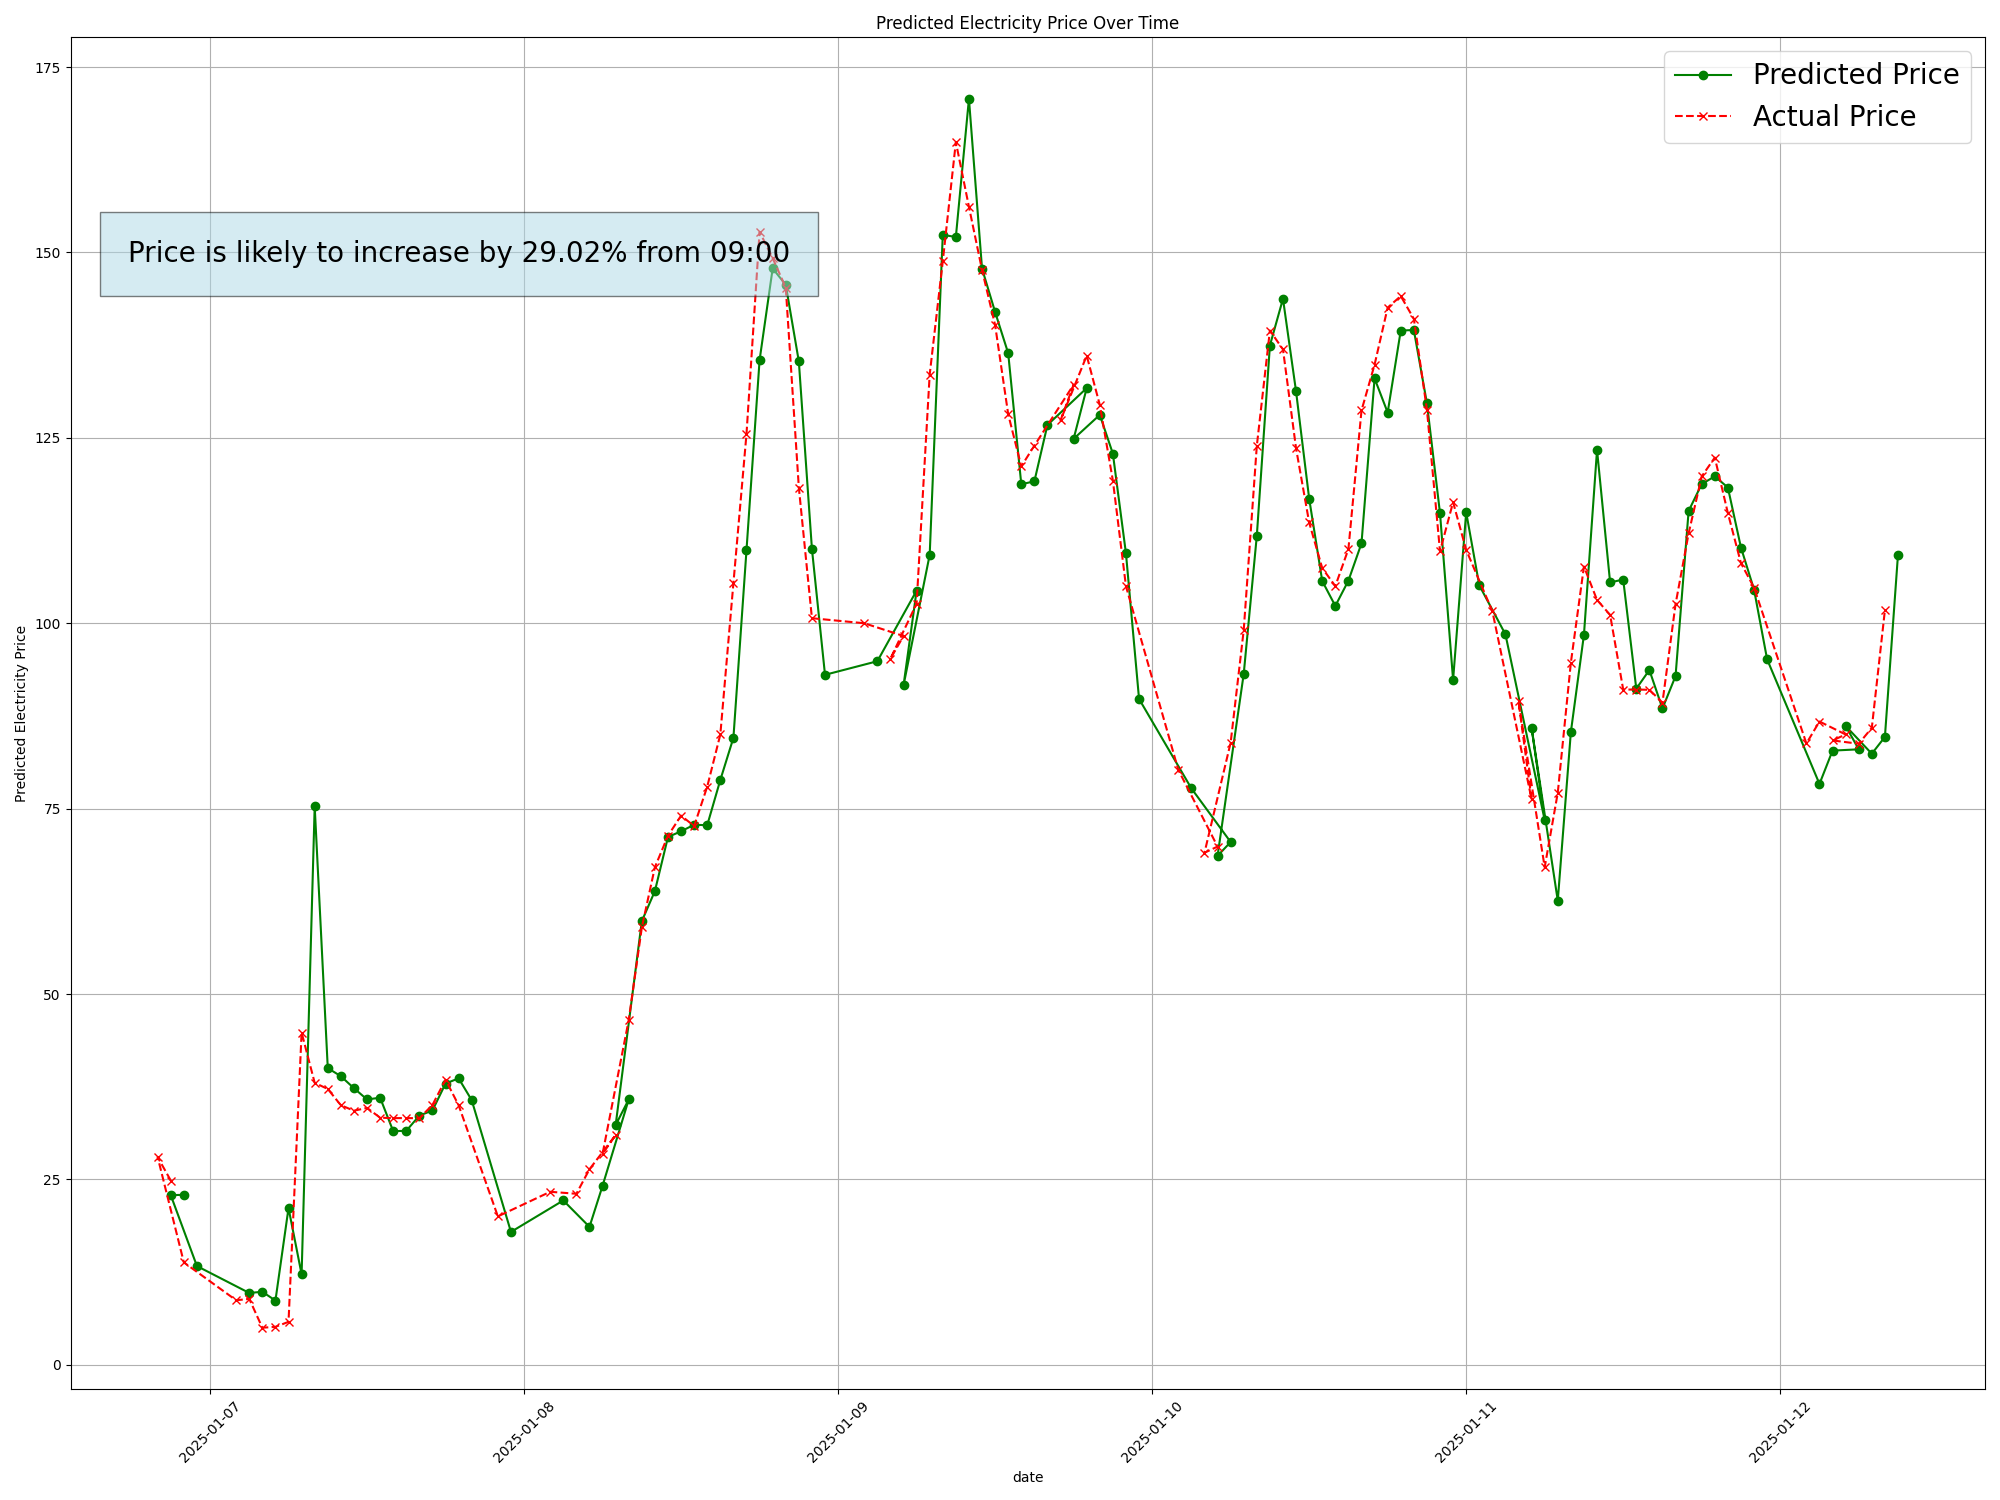 Predicted Electricity Price Over Time
Predicted Price
Actual Price
Price is likely to increase by 29.02% from 09:00
Predicted Electricity Price
175
150
125
100
75
50
25
0
2025-01-07
2025-01-08
2025-01-09
2025-01-10
2025-01-11
2025-01-12
date